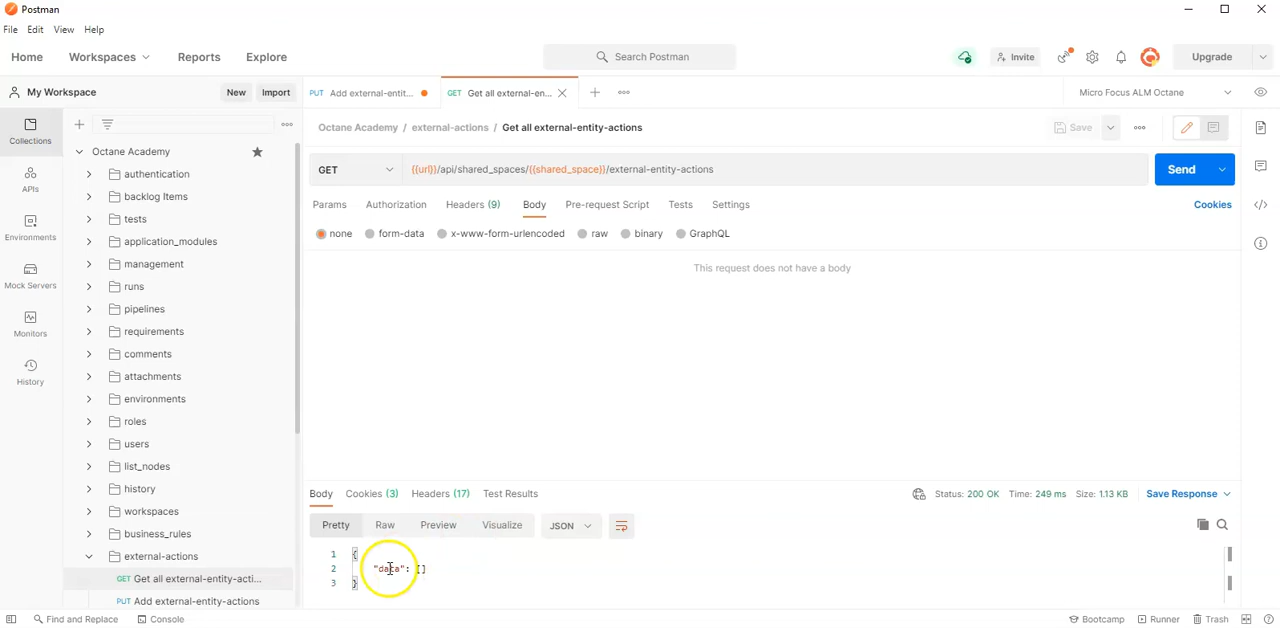 Postman
File Edit View Help
Home Workspaces Reports Explore Search Postman Invite Upgrade
My Workspace New Import PUT Add external-entit... GET Get all external-en... Micro Focus ALM Octane
Collections
APIs
Environments
Mock Servers
Monitors
History
Octane Academy
authentication
backlog Items
tests
application_modules
management
runs
pipelines
requirements
comments
attachments
environments
roles
users
list_nodes
history
workspaces
business_rules
external-actions
GET Get all external-entity-acti...
PUT Add external-entity-actions
Octane Academy / external-actions / Get all external-entity-actions Save
GET {{url}}/api/shared_spaces/{{shared_space}}/external-entity-actions Send
Params Authorization Headers (9) Body Pre-request Script Tests Settings Cookies
none form-data x-www-form-urlencoded raw binary GraphQL
This request does not have a body
Body Cookies (3) Headers (17) Test Results Status: 200 OK Time: 249 ms Size: 1.13 KB Save Response
Pretty Raw Preview Visualize JSON
1 {
2 "data": []
3 }
Find and Replace Console Bootcamp Runner Trash